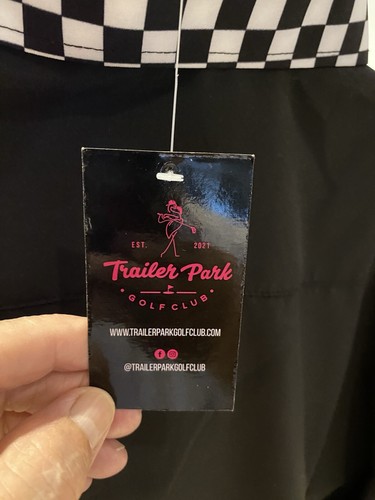 EST. 2021
Trailer Park
• GOLF CLUB •
WWW.TRAILERPARKGOLFCLUB.COM
@TRAILERPARKGOLFCLUB